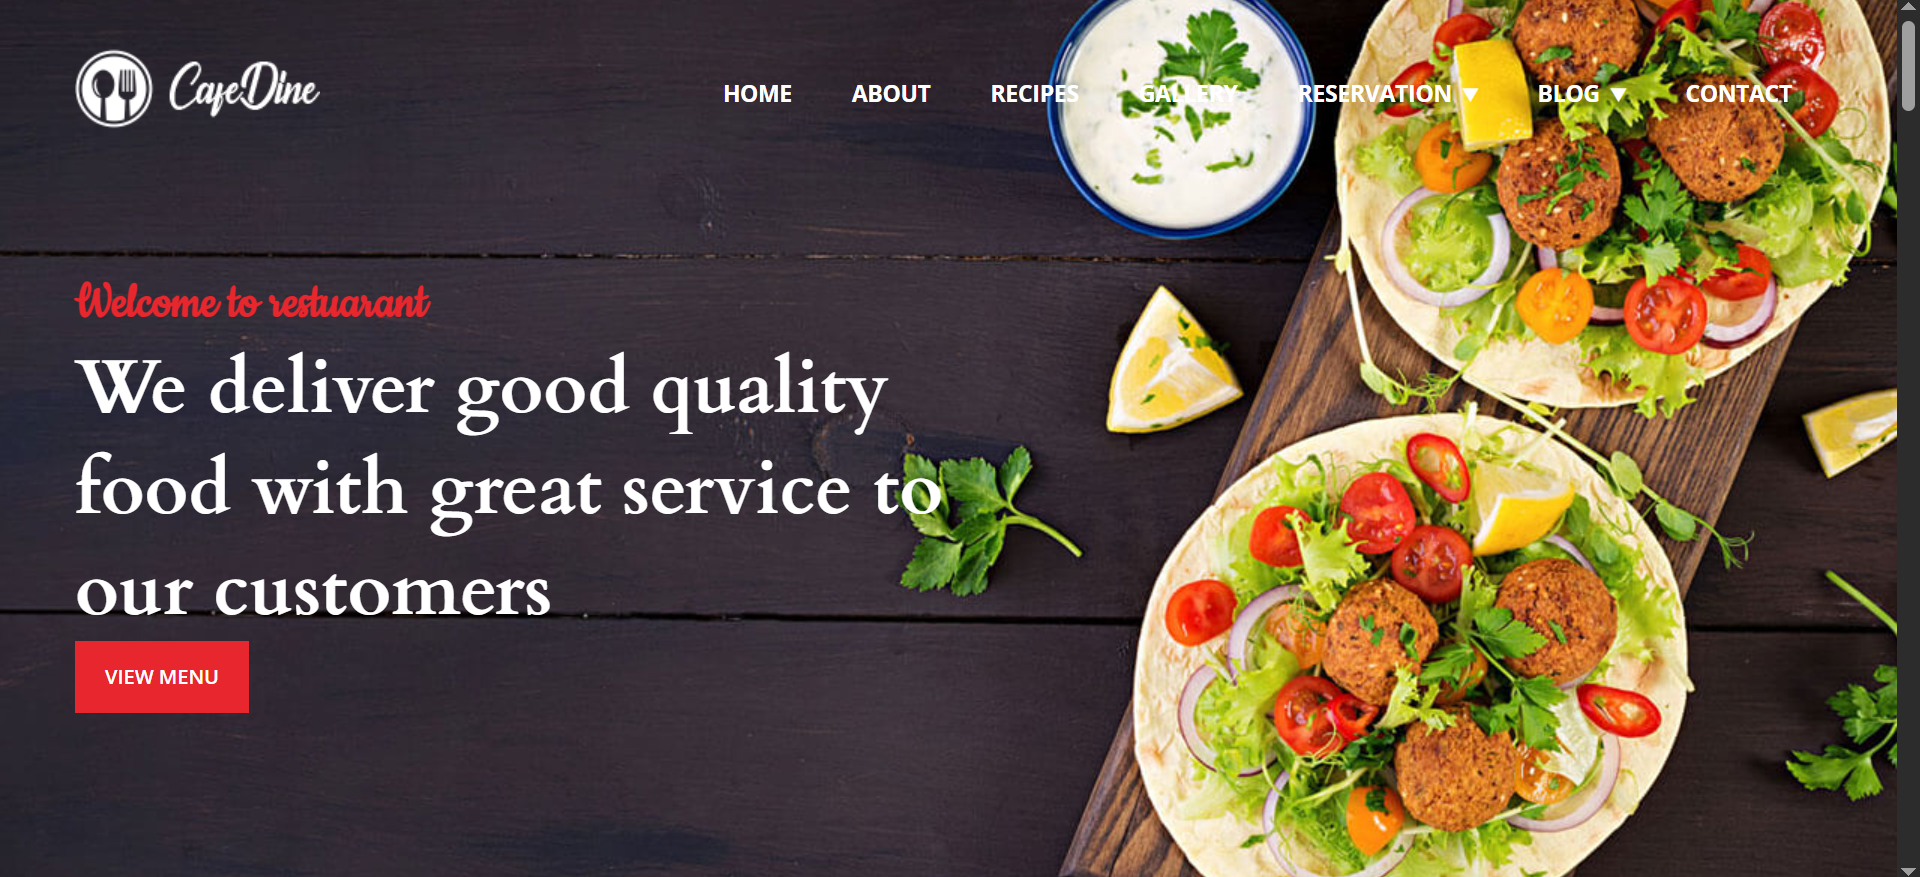 CafeDine
HOME ABOUT RECIPES GALLERY RESERVATION ▼ BLOG ▼ CONTACT
Welcome to restuarant
We deliver good quality
food with great service to
our customers
VIEW MENU